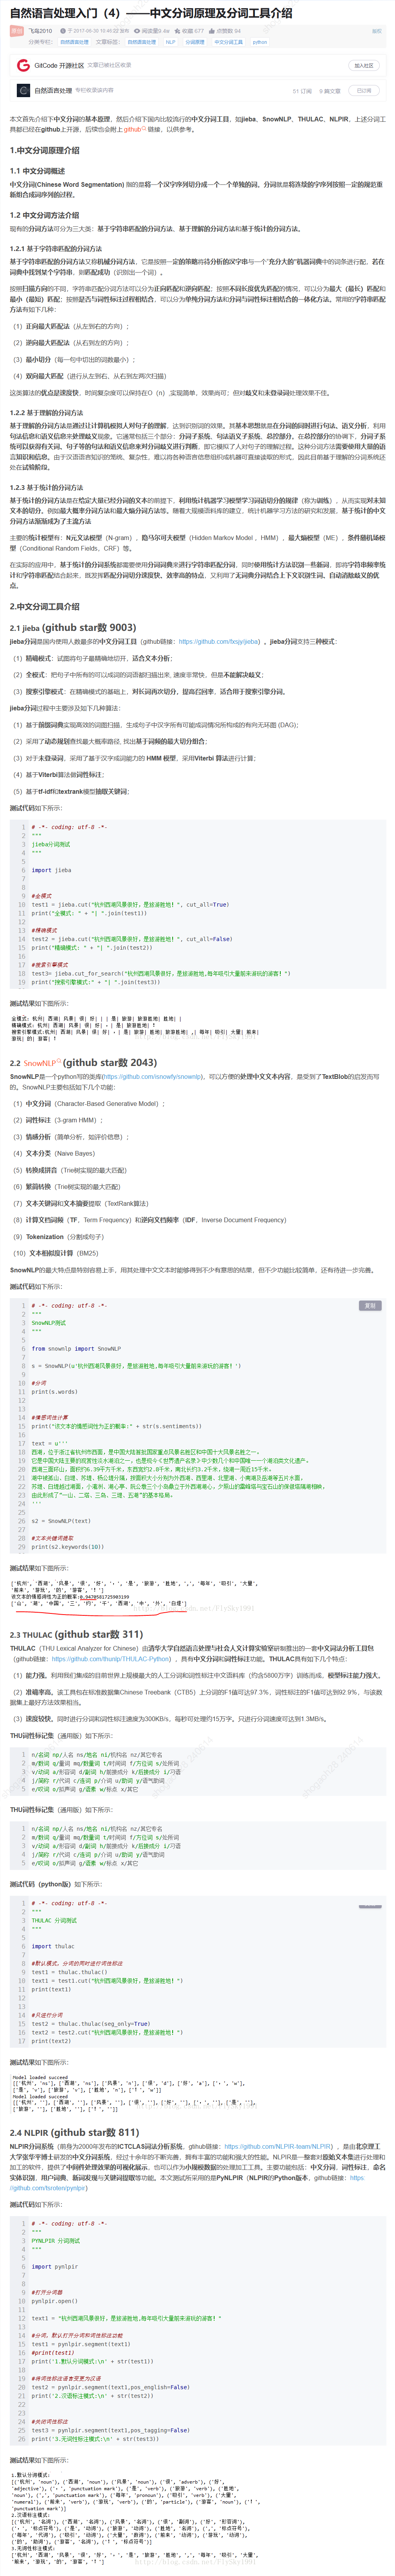 自然语言处理入门（4）——中文分词原理及分词工具介绍
飞鸟2010
于 2017-08-30 10:40:22 发布
收藏 677
点赞数 94
分类专栏：
自然语言处理
文章标签：
自然语言处理
NLP
分词原理
中文分词工具
python
GitCode 开源社区
文章已被社区收录
加入社区
自然语言处理
专栏收录该内容
51 订阅
9 篇文章
已订阅
本文首先介绍下中文分词的基本原理，然后介绍下国内比较流行的中文分词工具，如jieba、SnowNLP、THULAC、NLPIR，上述分词工
具都已经在github上开源，后续也会附上github链接，以供参考。
1.中文分词原理介绍
1.1 中文分词概述
中文分词(Chinese Word Segmentation) 指的是将一个汉字序列切分成一个一个单独的词。分词就是将连续的字序列按照一定的规范重
新组合成词序列的过程。
1.2 中文分词方法介绍
现有的分词方法可分为三大类：基于字符串匹配的分词方法、基于理解的分词方法和基于统计的分词方法。
1.2.1 基于字符串匹配的分词方法
基于字符串匹配的分词方法又称机械分词方法，它是按照一定的策略将待分析的汉字串与一个“充分大的”机器词典中的词条进行配，若在
词典中找到某个字符串，则匹配成功（识别出一个词）。
按照扫描方向的不同，字符串匹配分词方法可以分为正向匹配和逆向匹配；按照不同长度优先匹配的情况，可以分为最大（最长）匹配和
最小（最短）匹配；按照是否与词性标注过程相结合，可以分为单纯分词方法和分词与词性标注相结合的一体化方法。常用的字符串匹配
方法有如下几种：
（1）正向最大匹配法（从左到右的方向）；
（2）逆向最大匹配法（从右到左的方向）；
（3）最小切分（每一句中切出的词数最小）；
（4）双向最大匹配（进行从左到右、从右到左两次扫描）
这类算法的优点是速度快，时间复杂度可以保持在O（n）,实现简单，效果尚可；但对歧义和未登录词处理效果不佳。
1.2.2 基于理解的分词方法
基于理解的分词方法是通过让计算机模拟人对句子的理解，达到识别词的效果。其基本思想就是在分词的同时进行句法、语义分析，利用
句法信息和语义信息来处理歧义现象。它通常包括三个部分：分词子系统、句法语义子系统、总控部分。在总控部分的协调下，分词子系
统可以获得有关词、句子等的句法和语义信息来对分词歧义进行判断，即它模拟了人对句子的理解过程。这种分词方法需要使用大量的语
言知识和信息。由于汉语语言知识的笼统、复杂性，难以将各种语言信息组织成机器可直接读取的形式，因此目前基于理解的分词系统还
处在试验阶段。
1.2.3 基于统计的分词方法
基于统计的分词方法是在给定大量已经分词的文本的前提下，利用统计机器学习模型学习词语切分的规律（称为训练），从而实现对未知
文本的切分。例如最大概率分词方法和最大熵分词方法等。随着大规模语料库的建立，统计机器学习方法的研究和发展，基于统计的中文
分词方法渐渐成为了主流方法
主要的统计模型有：N元文法模型（N-gram），隐马尔可夫模型（Hidden Markov Model ，HMM），最大熵模型（ME），条件随机场模
型（Conditional Random Fields，CRF）等。
在实际的应用中，基于统计的分词系统都需要使用分词词典来进行字符串匹配分词，同时使用统计方法识别一些新词，即将字符串频率统
计和字符串匹配结合起来，既发挥匹配分词切分速度快、效率高的特点，又利用了无词典分词结合上下文识别生词、自动消除歧义的优
点。
2.中文分词工具介绍
2.1 jieba (github star数 9003)
jieba分词是国内使用人数最多的中文分词工具（github链接：https://github.com/fxsjy/jieba）。jieba分词支持三种模式：
（1）精确模式：试图将句子最精确地切开，适合文本分析；
（2）全模式：把句子中所有的可以成词的词语都扫描出来, 速度非常快，但是不能解决歧义；
（3）搜索引擎模式：在精确模式的基础上，对长词再次切分，提高召回率，适合用于搜索引擎分词。
jieba分词过程中主要涉及如下几种算法：
（1）基于前缀词典实现高效的词图扫描，生成句子中汉字所有可能成词情况所构成的有向无环图 (DAG)；
（2）采用了动态规划查找最大概率路径, 找出基于词频的最大切分组合；
（3）对于未登录词，采用了基于汉字成词能力的 HMM 模型，采用Viterbi 算法进行计算；
（4）基于Viterbi算法做词性标注；
（5）基于tf-idf和textrank模型抽取关键词；
测试代码如下所示：
1 # -*- coding: utf-8 -*-
2 """
3 jieba分词测试
4 """
5
6 import jieba
7
8
9 #全模式
10 test1 = jieba.cut("杭州西湖风景很好，是旅游胜地！", cut_all=True)
11 print("全模式: " + "| ".join(test1))
12
13 #精确模式
14 test2 = jieba.cut("杭州西湖风景很好，是旅游胜地！", cut_all=False)
15 print("精确模式: " + "| ".join(test2))
16
17 #搜索引擎模式
18 test3= jieba.cut_for_search("杭州西湖风景很好，是旅游胜地,每年吸引大量前来游玩的游客！")
19 print("搜索引擎模式:" + "| ".join(test3))
测试结果如下图所示：
全模式: 杭州| 西湖| 风景| 很| 好| | | 是| 旅游| 旅游胜地| 胜地| |
精确模式: 杭州| 西湖| 风景| 很| 好| ，| 是| 旅游胜地| ！
搜索引擎模式:杭州| 西湖| 风景| 很| 好| ，| 是| 旅游| 胜地| 旅游胜地| ,| 每年| 吸引| 大量| 前来|
游玩| 的| 游客| ！
2.2 SnowNLP (github star数 2043)
SnowNLP是一个python写的类库(https://github.com/isnowfy/snownlp)，可以方便的处理中文文本内容，是受到了TextBlob的启发而写
的。SnowNLP主要包括如下几个功能：
（1）中文分词（Character-Based Generative Model）；
（2）词性标注（3-gram HMM）；
（3）情感分析（简单分析，如评价信息）；
（4）文本分类（Naive Bayes）
（5）转换成拼音（Trie树实现的最大匹配）
（6）繁简转换（Trie树实现的最大匹配）
（7）文本关键词和文本摘要提取（TextRank算法）
（8）计算文档词频（TF，Term Frequency）和逆向文档频率（IDF，Inverse Document Frequency）
（9）Tokenization（分割成句子）
（10）文本相似度计算（BM25）
SnowNLP的最大特点是特别容易上手，用其处理中文文本时能够得到不少有意思的结果，但不少功能比较简单，还有待进一步完善。
测试代码如下所示：
复制
1 # -*- coding: utf-8 -*-
2 """
3 SnowNLP测试
4 """
5
6 from snownlp import SnowNLP
7
8 s = SnowNLP(u'杭州西湖风景很好，是旅游胜地,每年吸引大量前来游玩的游客！')
9
10 #分词
11 print(s.words)
12
13
14 #情感词性计算
15 print("该文本的情感词性为正的概率:" + str(s.sentiments))
16
17 text = u'''
18 西湖，位于浙江省杭州市西面，是中国大陆首批国家重点风景名胜区和中国十大风景名胜之一。
19 它是中国大陆主要的观赏性淡水湖泊之一，也是现今《世界遗产名录》中少数几个和中国唯一一个湖泊类文化遗产。
20 西湖三面环山，面积约6.39平方千米，东西宽约2.8千米，南北长约3.2千米，绕湖一周近15千米。
21 湖中被孤山、白堤、苏堤、杨公堤分隔，按面积大小分别为外西湖、西里湖、北里湖、小南湖及岳湖等五片水面，
22 苏堤、白堤越过湖面，小瀛洲、湖心亭、阮公墩三个小岛鼎立于外西湖湖心，夕照山的雷峰塔与宝石山的保俶塔隔湖相映，
23 由此形成了“一山、二塔、三岛、三堤、五湖”的基本格局。
24 '''
25
26 s2 = SnowNLP(text)
27
28 #文本关键词提取
29 print(s2.keywords(10))
测试结果如下图所示：
['杭州', '西湖', '风景', '很', '好', '，', '是', '旅游', '胜地', ',', '每年', '吸引', '大量',
'前来', '游玩', '的', '游客', '！']
2.3 THULAC (github star数 311)
THULAC（THU Lexical Analyzer for Chinese）由清华大学自然语言处理与社会人文计算实验室研制推出的一套中文词法分析工具包
（github链接：https://github.com/thunlp/THULAC-Python），具有中文分词和词性标注功能。THULAC具有如下几个特点：
（1）能力强。利用我们集成的目前世界上规模最大的人工分词和词性标注中文语料库（约含5800万字）训练而成，模型标注能力强大。
（2）准确率高。该工具包在标准数据集Chinese Treebank（CTB5）上分词的F1值可达97.3%，词性标注的F1值可达到92.9%，与该数
据集上最好方法效果相当。
（3）速度较快。同时进行分词和词性标注速度为300KB/s，每秒可处理约15万字。只进行分词速度可达到1.3MB/s。
THU词性标记集（通用版）如下所示：
1 n/名词 np/人名 ns/地名 ni/机构名 nz/其它专名
2 m/数词 q/量词 mq/数量词 t/时间词 f/方位词 s/处所词
3 v/动词 a/形容词 d/副词 h/前接成分 k/后接成分 i/习语
4 j/简称 r/代词 c/连词 p/介词 u/助词 y/语气助词
5 e/叹词 o/拟声词 g/语素 w/标点 x/其它
THU词性标记集（通用版）如下所示：
1 n/名词 np/人名 ns/地名 ni/机构名 nz/其它专名
2 m/数词 q/量词 mq/数量词 t/时间词 f/方位词 s/处所词
3 v/动词 a/形容词 d/副词 h/前接成分 k/后接成分 i/习语
4 j/简称 r/代词 c/连词 p/介词 u/助词 y/语气助词
5 e/叹词 o/拟声词 g/语素 w/标点 x/其它
测试代码（python版）如下所示：
1 # -*- coding: utf-8 -*-
2 """
3 THULAC 分词测试
4 """
5
6 import thulac
7
8 #默认模式，分词的同时进行词性标注
9 test1 = thulac.thulac()
10 text1 = test1.cut("杭州西湖风景很好，是旅游胜地！")
11 print(text1)
12
13
14 #只进行分词
15 test2 = thulac.thulac(seg_only=True)
16 text2 = test2.cut("杭州西湖风景很好，是旅游胜地！")
17 print(text2)
测试结果如下图所示：
Model loaded succeed
[['杭州', 'ns'], ['西湖', 'ns'], ['风景', 'n'], ['很', 'd'], ['好', 'a'], ['，', 'w'],
['是', 'v'], ['旅游', 'v'], ['胜地', 'n'], ['！', 'w']]
Model loaded succeed
[['杭州', ''], ['西湖', ''], ['风景', ''], ['很', ''], ['好', ''], ['，', ''], ['是', ''],
['旅游', ''], ['胜地', ''], ['！', '']]
2.4 NLPIR (github star数 811)
NLPIR分词系统（前身为2000年发布的ICTCLAS词法分析系统，gtihub链接：https://github.com/NLPIR-team/NLPIR），是由北京理工
大学张华平博士研发的中文分词系统，经过十余年的不断完善，拥有丰富的功能和强大的性能。NLPIR是一整套对原始文本集进行处理和
加工的软件，提供了中间件处理效果的可视化展示，也可以作为小规模数据的处理加工工具。主要功能包括：中文分词，词性标注，命名
实体识别，用户词典、新词发现与关键词提取等功能。本文测试所采用的是PyNLPIR（NLPIR的Python版本，github链接：https:
//github.com/tsroten/pynlpir）
测试代码如下所示：
1 # -*- coding: utf-8 -*-
2 """
3 PYNLPIR 分词测试
4 """
5
6 import pynlpir
7
8
9 #打开分词器
10 pynlpir.open()
11
12 text1 = "杭州西湖风景很好，是旅游胜地,每年吸引大量前来游玩的游客！"
13
14 #分词，默认打开分词和词性标注功能
15 test1 = pynlpir.segment(text1)
16 #print(test1)
17 print('1.默认分词模式:\n' + str(test1))
18
19 #将词性标注语言变更为汉语
20 test2 = pynlpir.segment(text1,pos_english=False)
21 print('2.汉语标注模式:\n' + str(test2))
22
23
24 #关闭词性标注
25 test3 = pynlpir.segment(text1,pos_tagging=False)
26 print('3.无词性标注模式:\n' + str(test3))
测试结果如下图所示：
1.默认分词模式:
[('杭州', 'noun'), ('西湖', 'noun'), ('风景', 'noun'), ('很', 'adverb'), ('好',
'adjective'), ('，', 'punctuation mark'), ('是', 'verb'), ('旅游', 'verb'), ('胜地',
'noun'), (',', 'punctuation mark'), ('每年', 'pronoun'), ('吸引', 'verb'), ('大量',
'numeral'), ('前来', 'verb'), ('游玩', 'verb'), ('的', 'particle'), ('游客', 'noun'), ('！',
'punctuation mark')]
2.汉语标注模式:
[('杭州', '名词'), ('西湖', '名词'), ('风景', '名词'), ('很', '副词'), ('好', '形容词'),
('，', '标点符号'), ('是', '动词'), ('旅游', '动词'), ('胜地', '名词'), (',', '标点符号'),
('每年', '代词'), ('吸引', '动词'), ('大量', '数词'), ('前来', '动词'), ('游玩', '动词'),
('的', '助词'), ('游客', '名词'), ('！', '标点符号')]
3.无词性标注模式:
['杭州', '西湖', '风景', '很', '好', '，', '是', '旅游', '胜地', ',', '每年', '吸引', '大量',
'前来', '游玩', '的', '游客', '！']